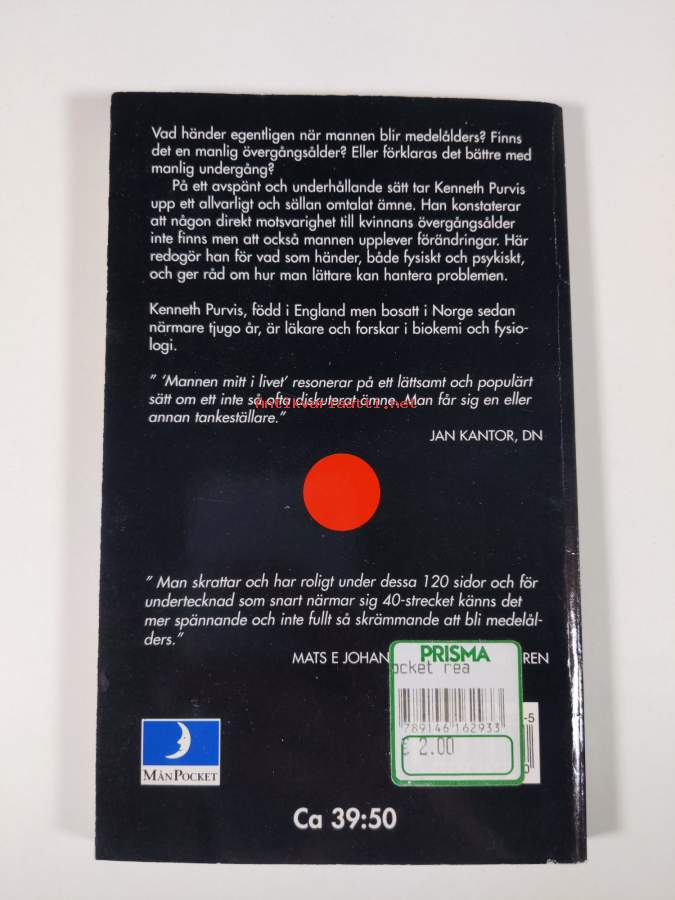 Vad händer egentligen när mannen blir medelålders? Finns
det en manlig övergångsålder? Eller förklaras det bättre med
manlig undergång?
På ett avspänt och underhållande sätt tar Kenneth Purvis
upp ett allvarligt och sällan omtalat ämne. Han konstaterar
att någon direkt motsvarighet till kvinnans övergångsålder
inte finns men att också mannen upplever förändringar. Här
redogör han för vad som händer, både fysiskt och psykiskt,
och ger råd om hur man lättare kan hantera problemen.
Kenneth Purvis, född i England men bosatt i Norge sedan
närmare tjugo år, är läkare och forskar i biokemi och fysio-
logi.
" 'Mannen mitt i livet' resonerar på ett lättsamt och populärt
sätt om ett inte så ofta diskuterat ämne. Man får sig en eller
antikvariaatti.net
annan tankeställare."
JAN KANTOR, DN
" Man skrattar och har roligt under dessa 120 sidor och för
undertecknad som snart närmar sig 40-strecket känns det
mer spännande och inte fullt så skrämmande att bli medelål-
ders."
MATS E JOHAN REN
PRISMA
ocket rea
789146 162933
€ 2.00
-5
MÅNPOCKET
Ca 39:50